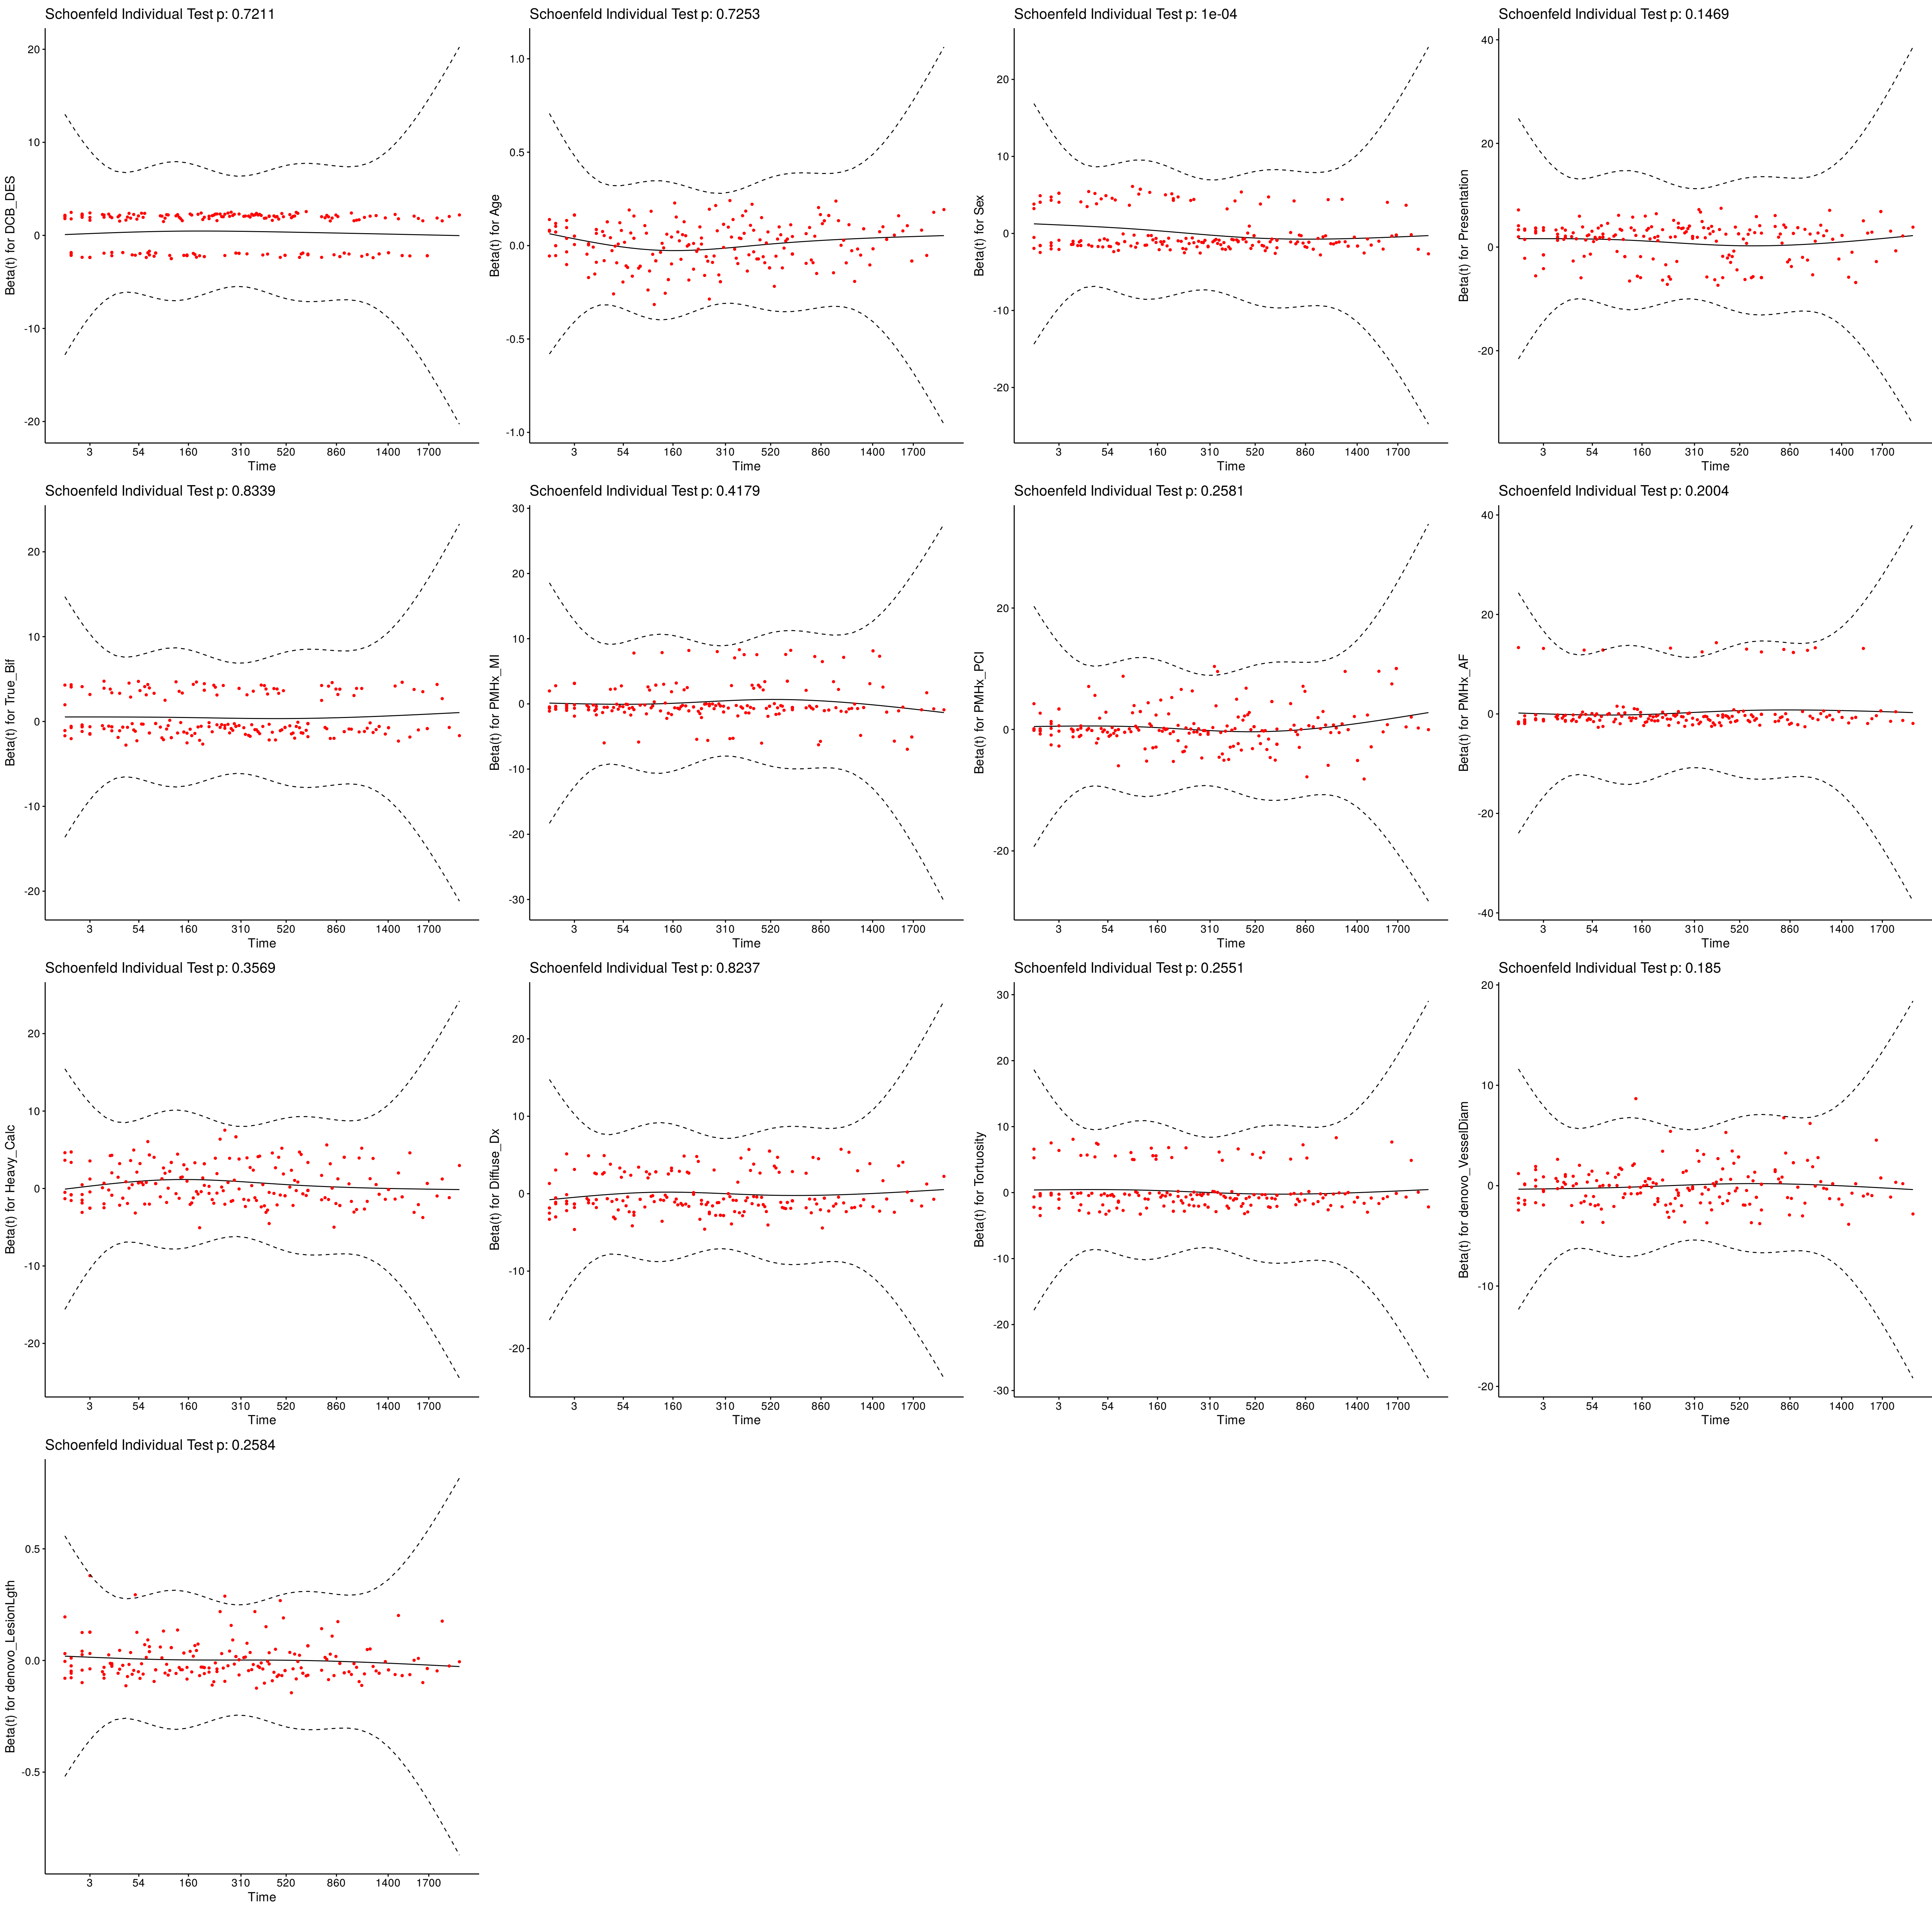 Schoenfeld Individual Test p: 0.7211
Beta(t) for DCB_DES
20
10
0
-10
-20
3 54 160 310 520 860 1400 1700
Time
Schoenfeld Individual Test p: 0.7253
Beta(t) for Age
1.0
0.5
0.0
-0.5
-1.0
3 54 160 310 520 860 1400 1700
Time
Schoenfeld Individual Test p: 1e-04
Beta(t) for Sex
20
10
0
-10
-20
3 54 160 310 520 860 1400 1700
Time
Schoenfeld Individual Test p: 0.1469
Beta(t) for Presentation
40
20
0
-20
3 54 160 310 520 860 1400 1700
Time
Schoenfeld Individual Test p: 0.8339
Beta(t) for True_Bif
20
10
0
-10
-20
3 54 160 310 520 860 1400 1700
Time
Schoenfeld Individual Test p: 0.4179
Beta(t) for PMHx_MI
30
20
10
0
-10
-20
-30
3 54 160 310 520 860 1400 1700
Time
Schoenfeld Individual Test p: 0.2581
Beta(t) for PMHx_PCI
20
0
-20
3 54 160 310 520 860 1400 1700
Time
Schoenfeld Individual Test p: 0.2004
Beta(t) for PMHx_AF
40
20
0
-20
-40
3 54 160 310 520 860 1400 1700
Time
Schoenfeld Individual Test p: 0.3569
Beta(t) for Heavy_Calc
20
10
0
-10
-20
3 54 160 310 520 860 1400 1700
Time
Schoenfeld Individual Test p: 0.8237
Beta(t) for Diffuse_Dx
20
10
0
-10
-20
3 54 160 310 520 860 1400 1700
Time
Schoenfeld Individual Test p: 0.2551
Beta(t) for Tortuosity
30
20
10
0
-10
-20
-30
3 54 160 310 520 860 1400 1700
Time
Schoenfeld Individual Test p: 0.185
Beta(t) for denovo_VesselDiam
20
10
0
-10
-20
3 54 160 310 520 860 1400 1700
Time
Schoenfeld Individual Test p: 0.2584
Beta(t) for denovo_LesionLgth
0.5
0.0
-0.5
3 54 160 310 520 860 1400 1700
Time